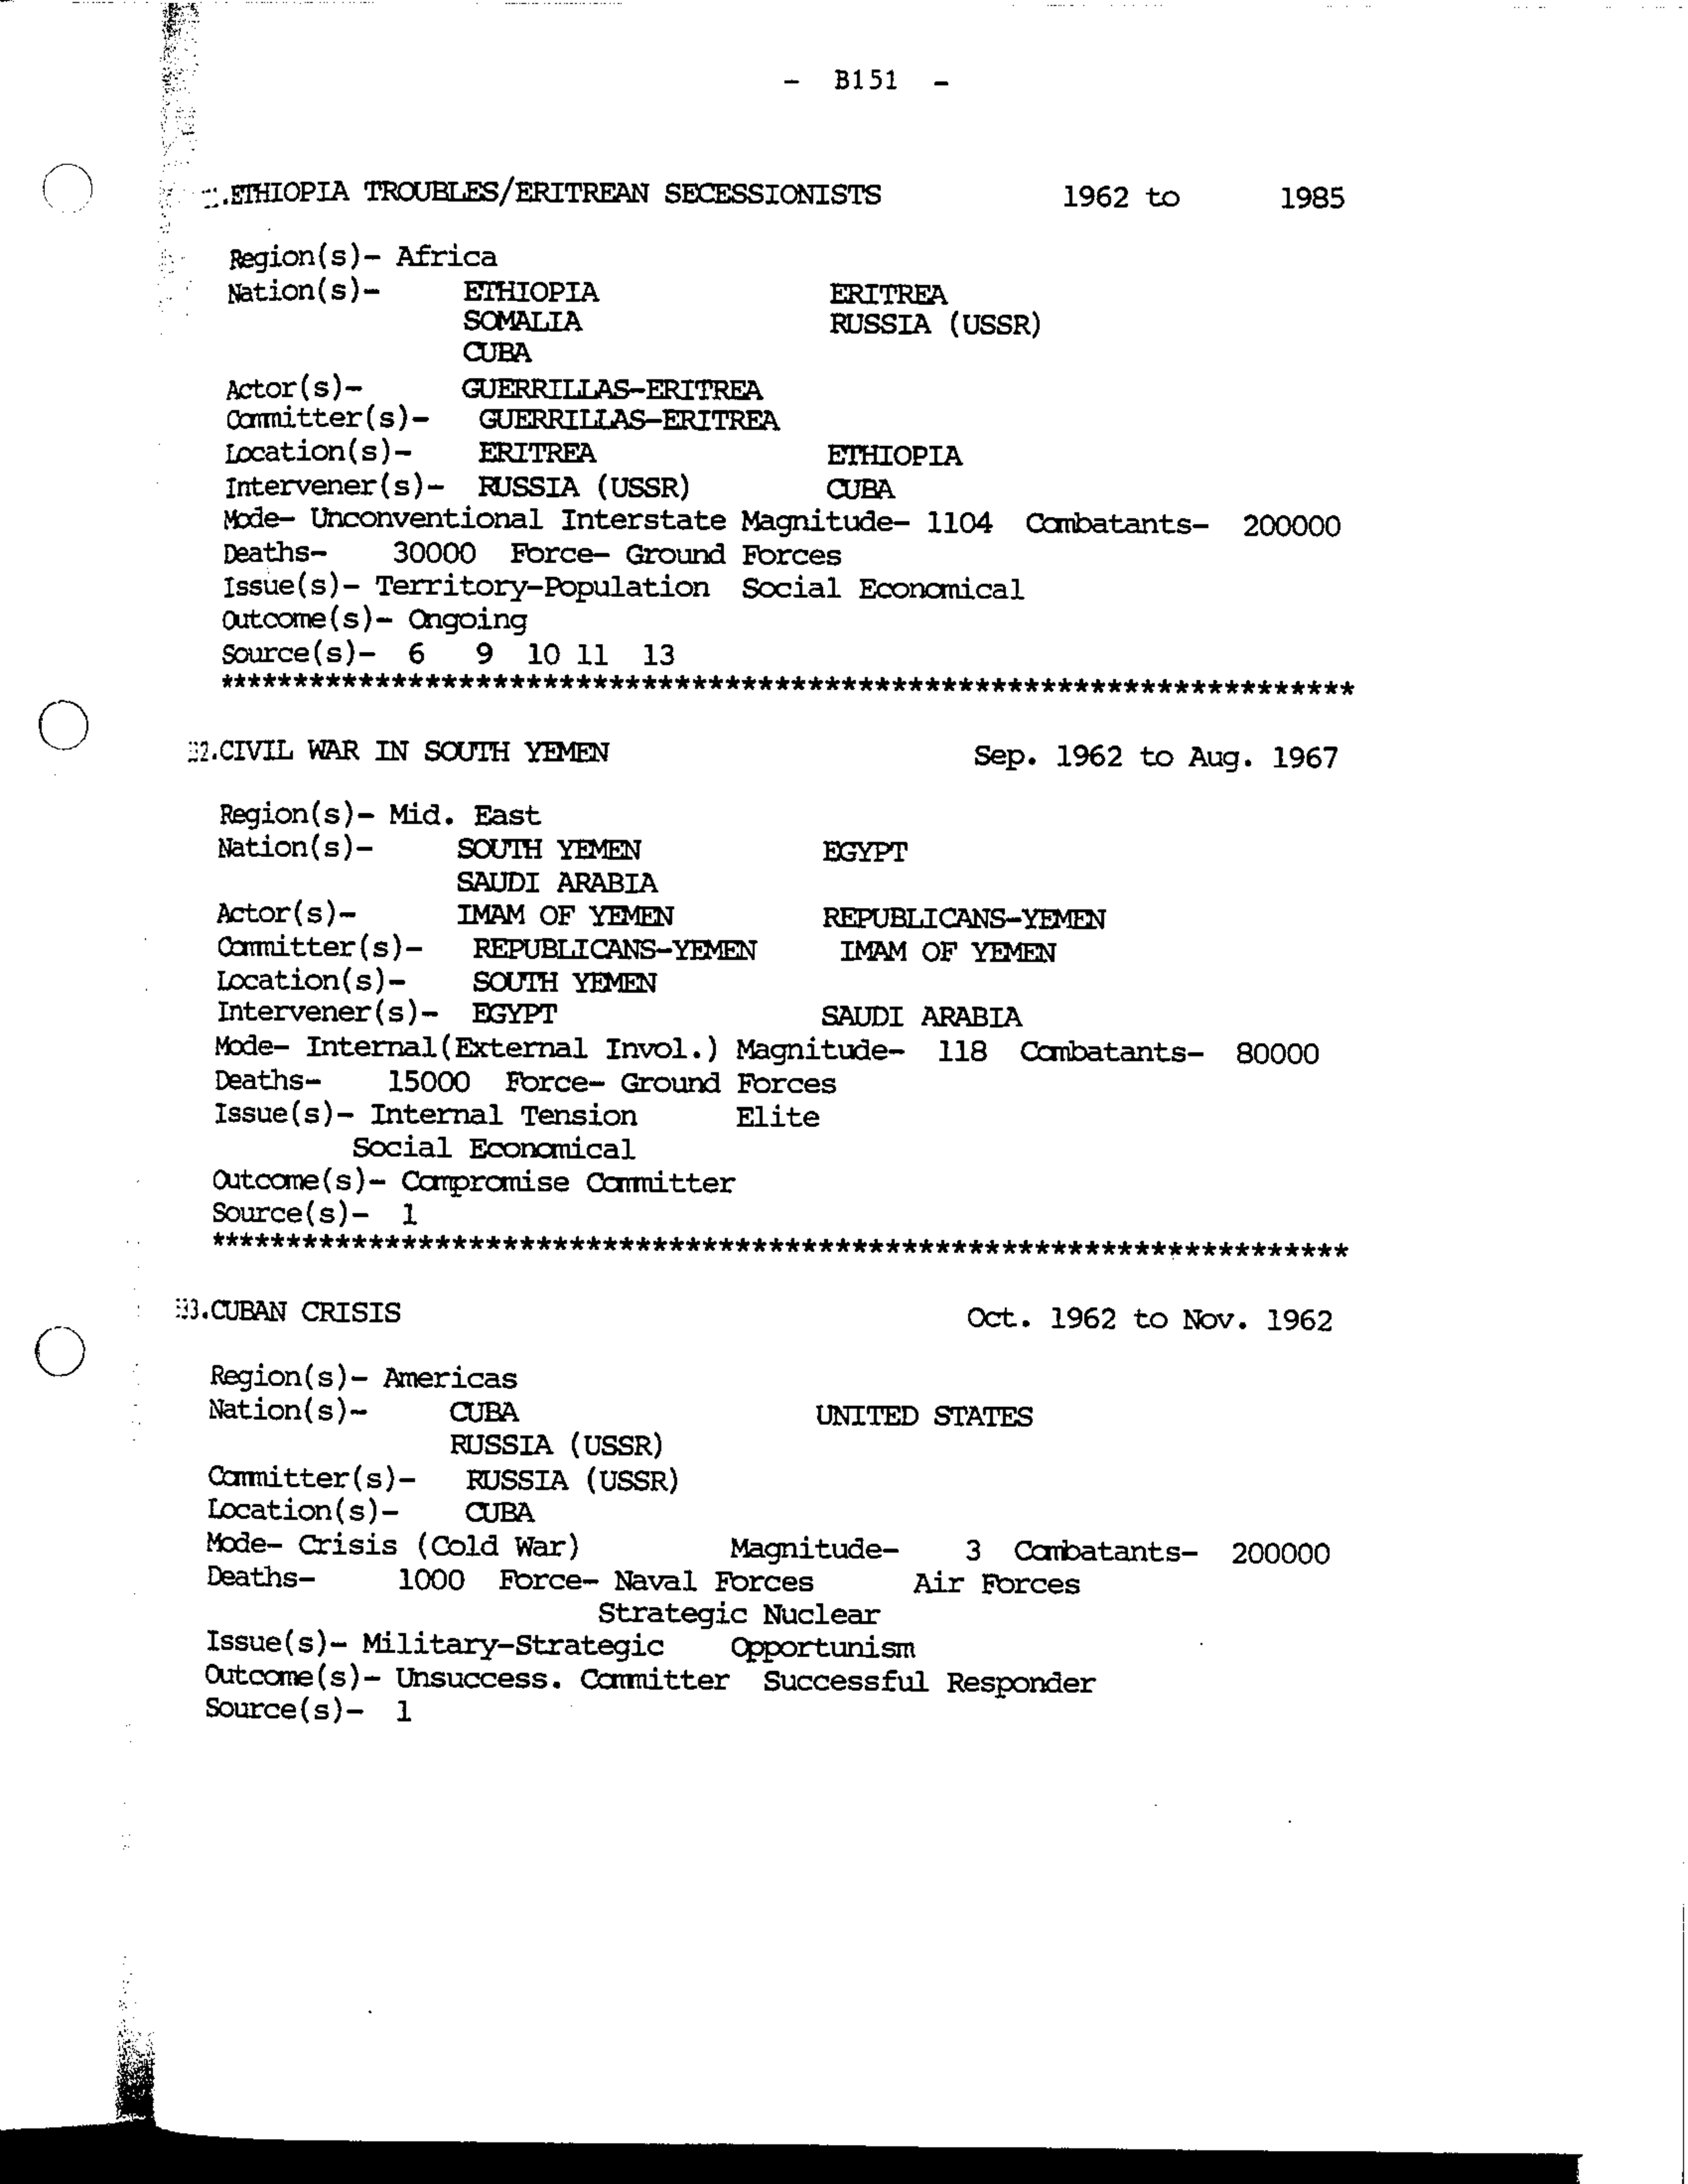 - B151 -
.ETHIOPIA TROUBLES/ERITREAN SECESSIONISTS 1962 to 1985
Region(s)- Africa
Nation(s)- ETHIOPIA ERITREA
SOMALIA RUSSIA (USSR)
CUBA
Actor(s)- GUERRILLAS-ERITREA
Committer(s)- GUERRILLAS-ERITREA
Location(s)- ERITREA ETHIOPIA
Intervener(s)- RUSSIA (USSR) CUBA
Mode- Unconventional Interstate Magnitude- 1104 Combatants- 200000
Deaths- 30000 Force- Ground Forces
Issue(s)- Territory-Population Social Economical
Outcome(s)- Ongoing
Source(s)- 6 9 10 11 13
********************************************************************
2.CIVIL WAR IN SOUTH YEMEN Sep. 1962 to Aug. 1967
Region(s)- Mid. East
Nation(s)- SOUTH YEMEN EGYPT
SAUDI ARABIA
Actor(s)- IMAM OF YEMEN REPUBLICANS-YEMEN
Committer(s)- REPUBLICANS-YEMEN IMAM OF YEMEN
Location(s)- SOUTH YEMEN
Intervener(s)- EGYPT SAUDI ARABIA
Mode- Internal(External Invol.) Magnitude- 118 Combatants- 80000
Deaths- 15000 Force- Ground Forces
Issue(s)- Internal Tension Elite
Social Economical
Outcome(s)- Compromise Committer
Source(s)- 1
********************************************************************
3.CUBAN CRISIS Oct. 1962 to Nov. 1962
Region(s)- Americas
Nation(s)- CUBA UNITED STATES
RUSSIA (USSR)
Committer(s)- RUSSIA (USSR)
Location(s)- CUBA
Mode- Crisis (Cold War) Magnitude- 3 Combatants- 200000
Deaths- 1000 Force- Naval Forces Air Forces
Strategic Nuclear
Issue(s)- Military-Strategic Opportunism
Outcome(s)- Unsuccess. Committer Successful Responder
Source(s)- 1